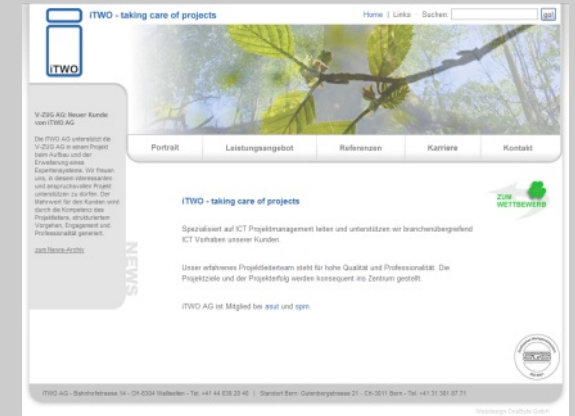 iTWO - taking care of projects
Home | Links
Suchen:
go!
iTWO
V-ZUG AG: Neuer Kunde
von iTWO AG
Die iTWO AG unterstützt die
V-ZUG AG in einem Projekt
beim Aufbau und der
Erweiterung eines
Expertensystems. Wir freuen
uns, in diesem interessanten
und anspruchsvollen Projekt
unterstützen zu dürfen. Der
Mehrwert für den Kunden wird
durch die Kompetenz des
Projektleiters, strukturiertem
Vorgehen, Engagement und
Professionalität generiert.
zum News-Archiv
NEWS
Portrait
Leistungsangebot
Referenzen
Karriere
Kontakt
ZUM
WETTBEWERB
iTWO - taking care of projects
Spezialisiert auf ICT Projektmanagement leiten und unterstützen wir branchenübergreifend
ICT Vorhaben unserer Kunden.
Unser erfahrenes Projektleiterteam steht für hohe Qualität und Professionalität. Die
Projektziele und der Projekterfolg werden konsequent ins Zentrum gestellt.
iTWO AG ist Mitglied bei asut und spm.
SGS
iTWO AG - Bahnhofstrasse 14 - CH-8304 Wallisellen - Tel. +41 44 838 20 40 | Standort Bern: Gutenbergstrasse 21 - CH-3011 Bern - Tel. +41 31 381 87 71